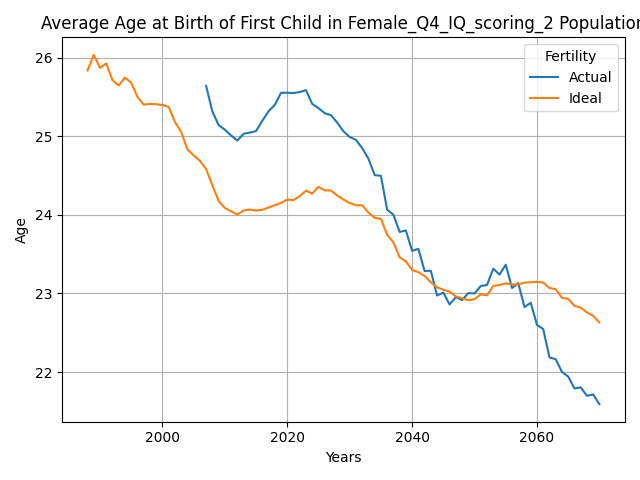 Average Age at Birth of First Child in Female_Q4_IQ_scoring_2 Population
Fertility
Actual
Ideal
26
25
24
23
22
Age
2000
2020
2040
2060
Years